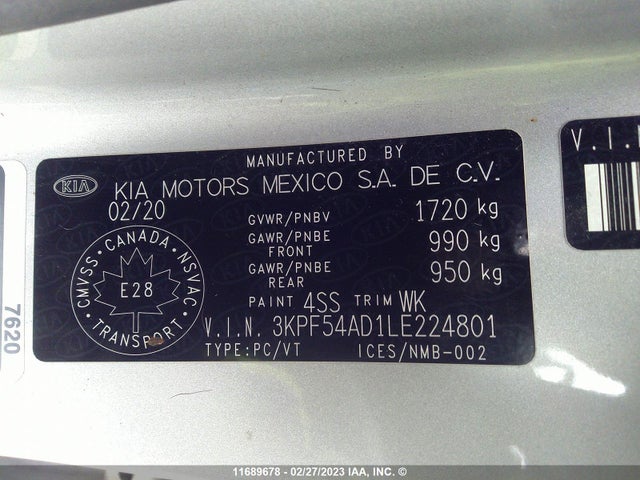 MANUFACTURED BY
KIA KIA MOTORS MEXICO S.A. DE C.V.
02/20
GVWR/PNBV 1720 kg
GAWR/PNBE FRONT 990 kg
GAWR/PNBE REAR 950 kg
CANADA
CMVSS NSVAC
E28
TRANSPORT
PAINT 4SS TRIM WK
V.I.N. 3KPF54AD1LE224801
TYPE:PC/VT ICES/NMB-002
7620
V.I.N
11689678 - 02/27/2023 IAA, INC. ©